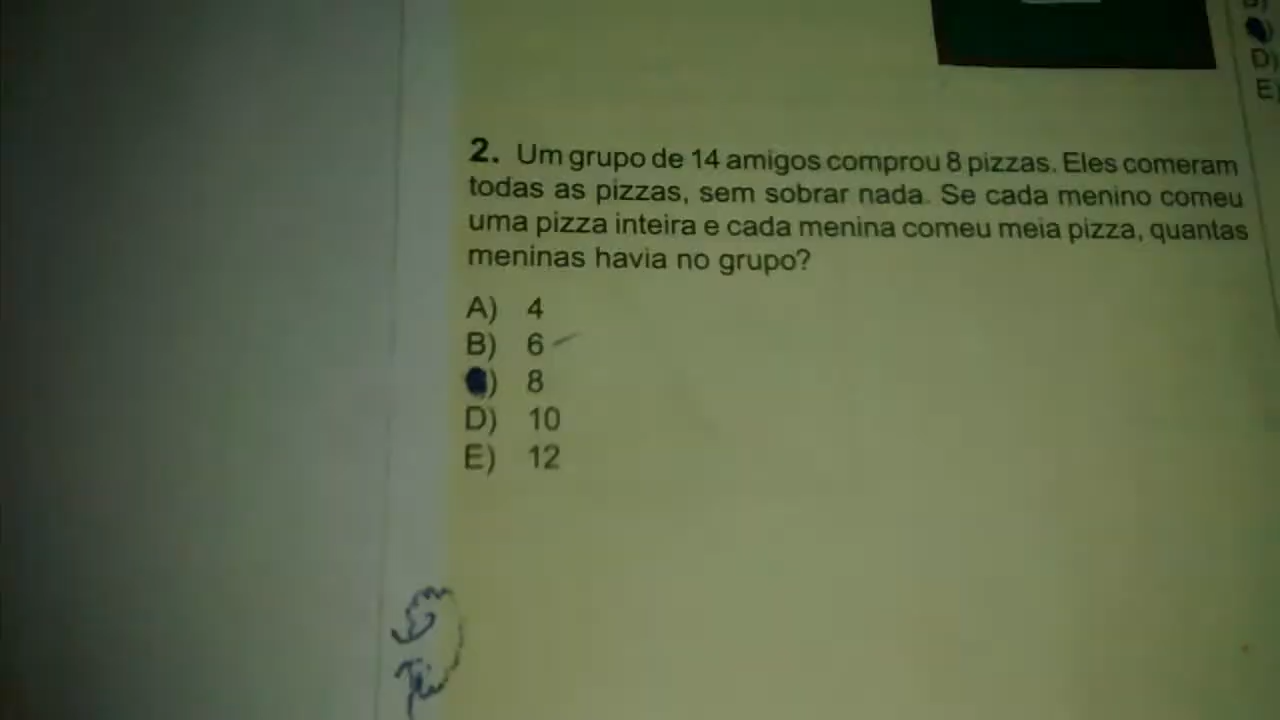 D)
E)
2. Um grupo de 14 amigos comprou 8 pizzas. Eles comeram
todas as pizzas, sem sobrar nada. Se cada menino comeu
uma pizza inteira e cada menina comeu meia pizza, quantas
meninas havia no grupo?
A) 4
B) 6
) 8
D) 10
E) 12